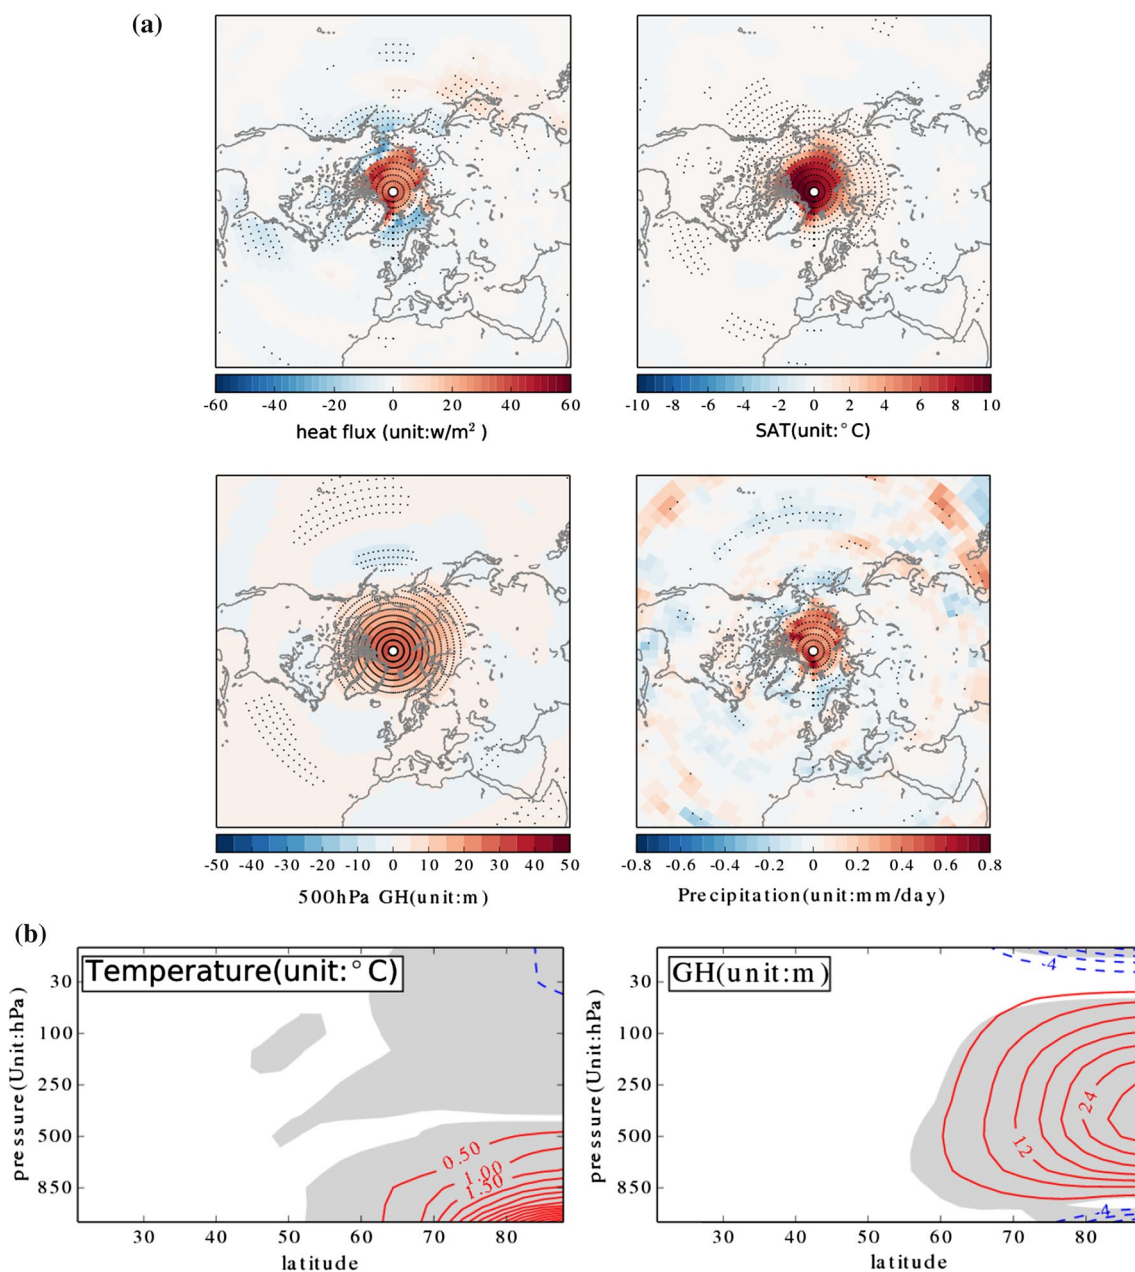 (a)
-60 -40 -20 0 20 40 60
heat flux (unit:w/m²)
-10 -8 -6 -4 -2 0 2 4 6 8 10
SAT(unit:°C)
-50 -40 -30 -20 -10 0 10 20 30 40 50
500hPa GH(unit:m)
-0.8 -0.6 -0.4 -0.2 0 0.2 0.4 0.6 0.8
Precipitation(unit:mm/day)
(b)
Temperature(unit:°C)
pressure(Unit:hPa)
30
100
250
500
850
0.50
1.00
1.50
30 40 50 60 70 80
latitude
GH(unit:m)
pressure(Unit:hPa)
30
100
250
500
850
-4
24
12
-4
30 40 50 60 70 80
latitude